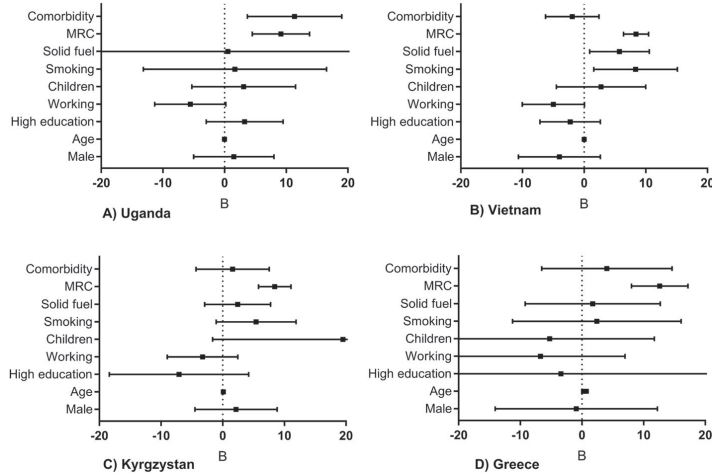 Comorbidity
MRC
Solid fuel
Smoking
Children
Working
High education
Age
Male
-20 -10 0 10 20
A) Uganda
B
Comorbidity
MRC
Solid fuel
Smoking
Children
Working
High education
Age
Male
-20 -10 0 10 20
B) Vietnam
B
Comorbidity
MRC
Solid fuel
Smoking
Children
Working
High education
Age
Male
-20 -10 0 10 20
C) Kyrgzystan
B
Comorbidity
MRC
Solid fuel
Smoking
Children
Working
High education
Age
Male
-20 -10 0 10 20
D) Greece
B